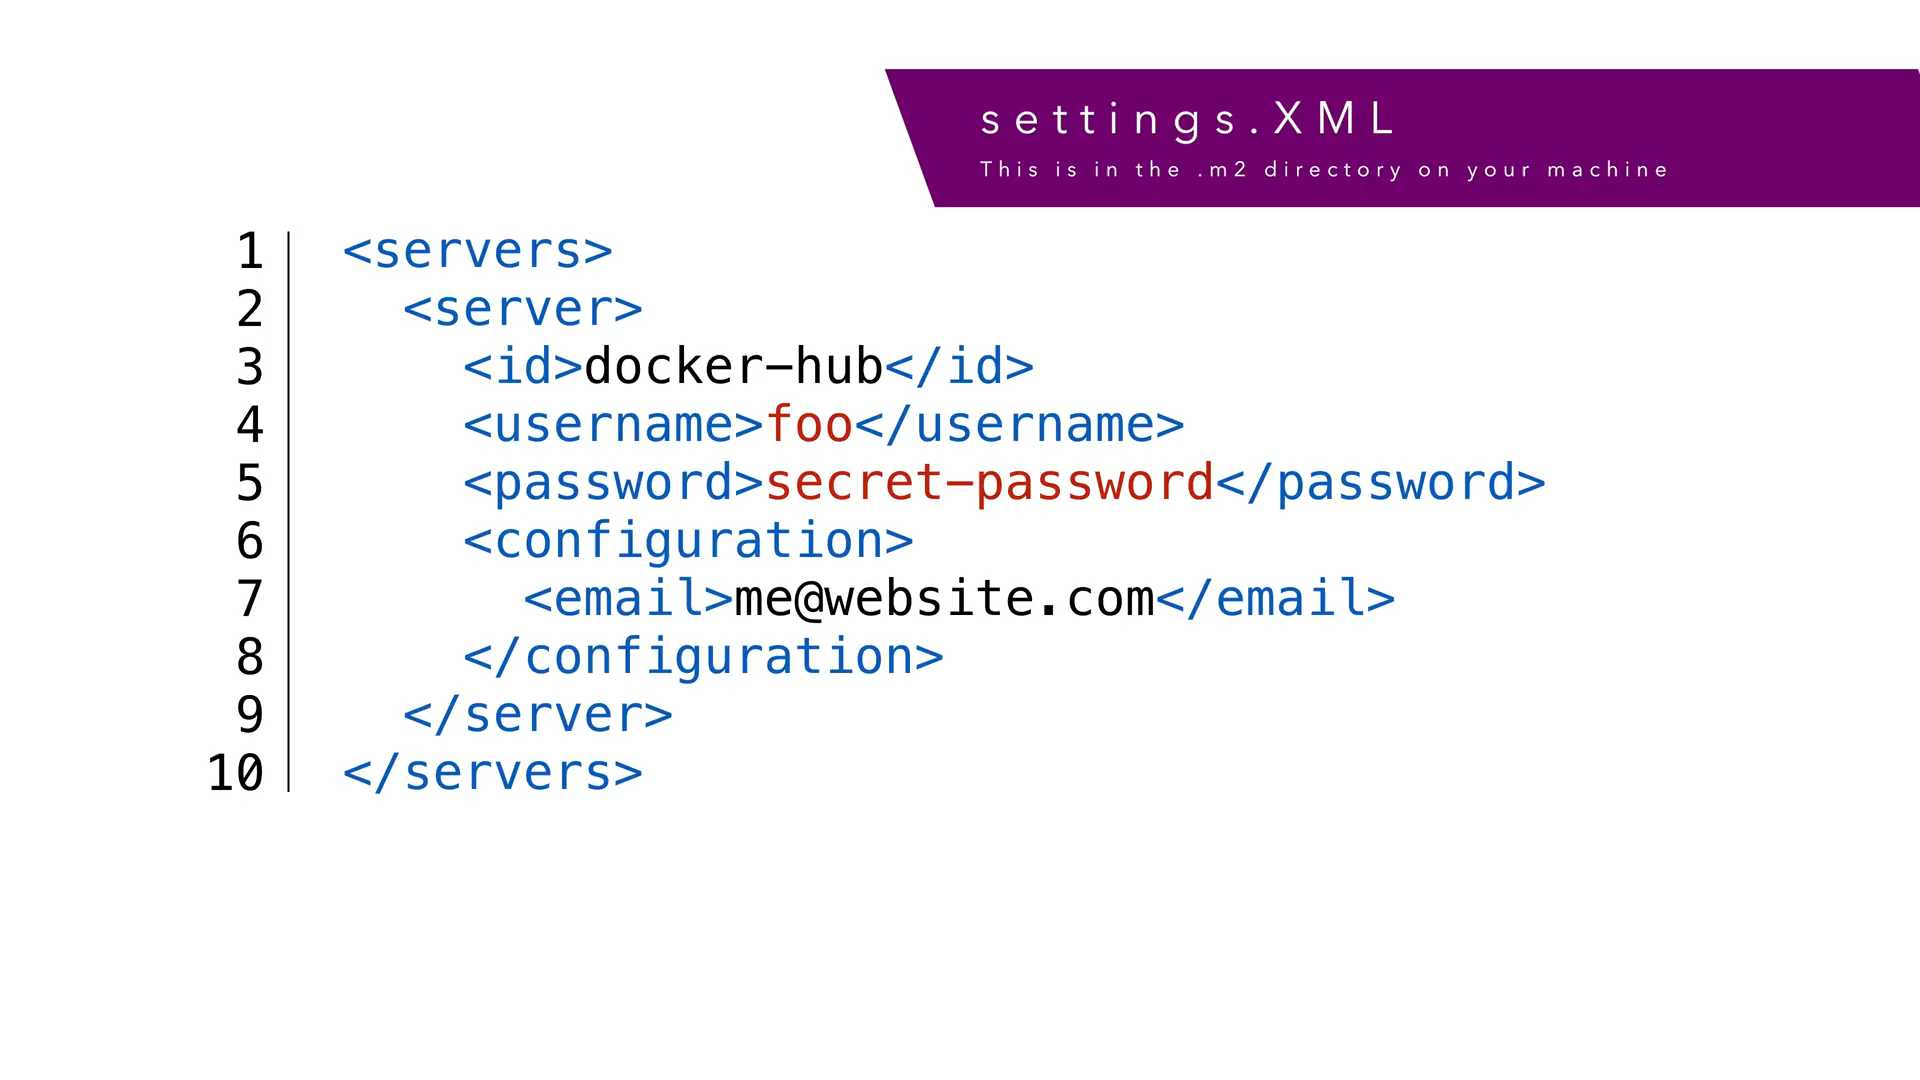 settings.XML
This is in the .m2 directory on your machine
1 <servers>
2 <server>
3 <id>docker-hub</id>
4 <username>foo</username>
5 <password>secret-password</password>
6 <configuration>
7 <email>me@website.com</email>
8 </configuration>
9 </server>
10 </servers>